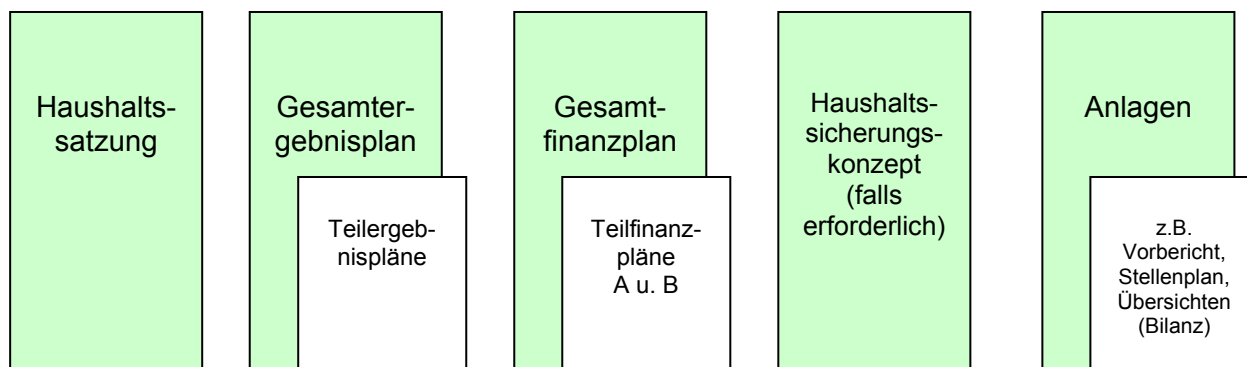 Haushalts-
satzung
Gesamter-
gebnisplan
Teilergeb-
nispläne
Gesamt-
finanzplan
Teilfinanz-
pläne
A u. B
Haushalts-
sicherungs-
konzept
(falls
erforderlich)
Anlagen
z.B.
Vorbericht,
Stellenplan,
Übersichten
(Bilanz)